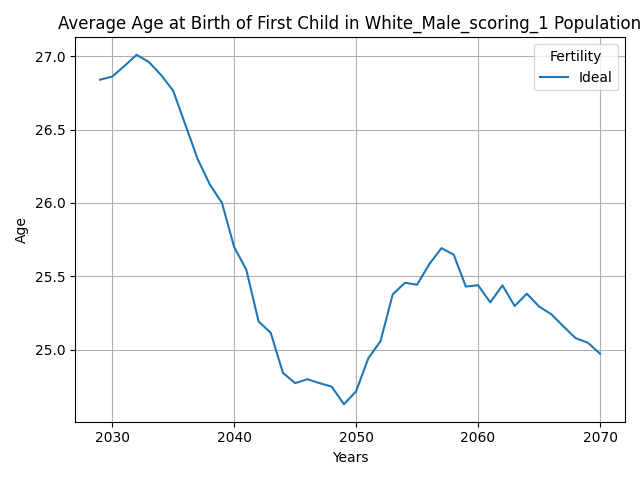 Average Age at Birth of First Child in White_Male_scoring_1 Population
Fertility
Ideal
27.0
26.5
26.0
25.5
25.0
Age
2030 2040 2050 2060 2070
Years